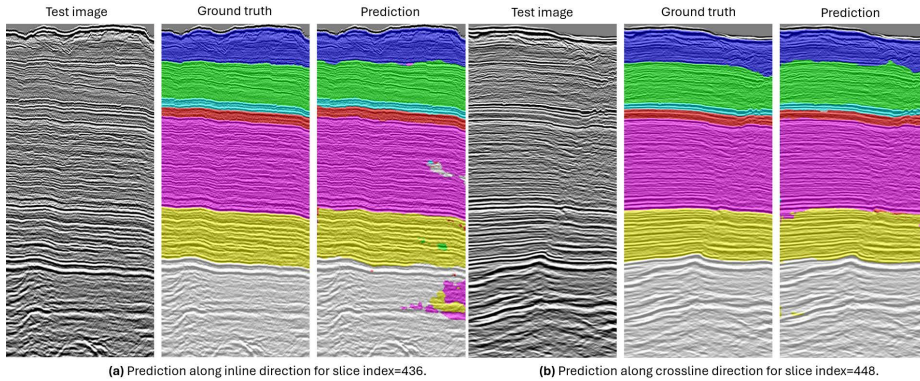 Test image Ground truth Prediction Test image Ground truth Prediction
(a) Prediction along inline direction for slice index=436. (b) Prediction along crossline direction for slice index=448.